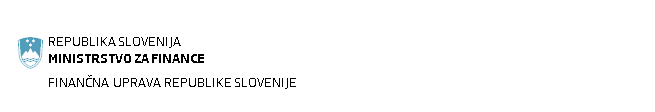 REPUBLIKA SLOVENIJA
MINISTRSTVO ZA FINANCE
FINANČNA UPRAVA REPUBLIKE SLOVENIJE